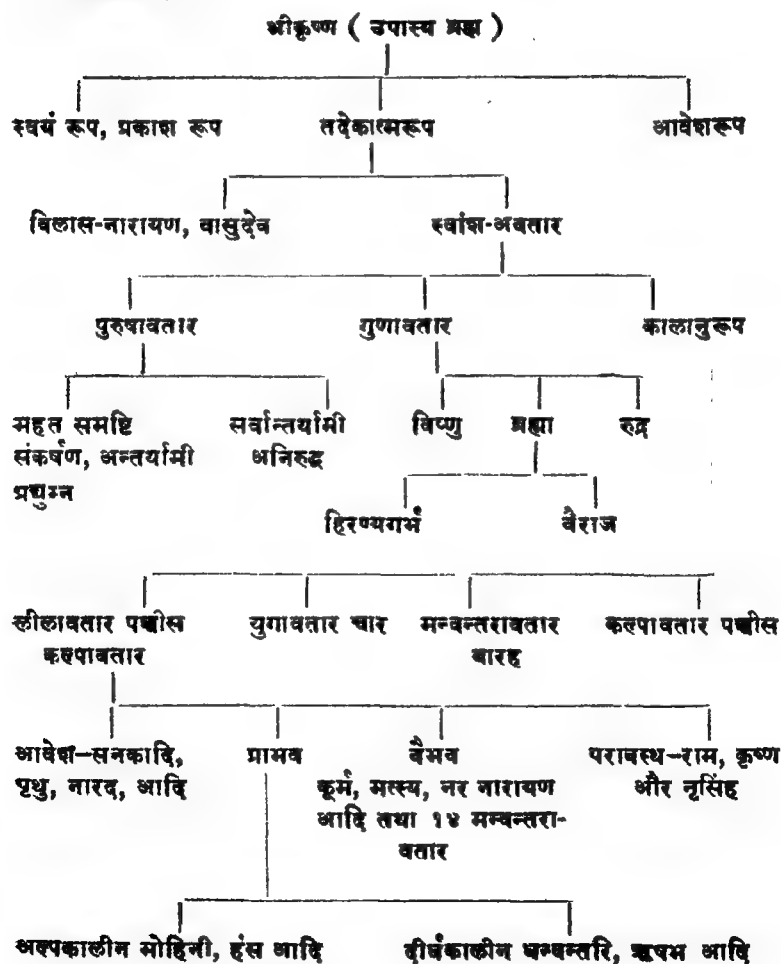 श्रीकृष्ण ( उपास्य ब्रह्म )
स्वयं रूप, प्रकाश रूप तदेकात्मरूप आवेशरूप
विलास-नारायण, वासुदेव स्वांश-अवतार
पुरुषावतार गुणावतार कालानुरूप
महत समष्टि सर्वान्तर्यामी विष्णु ब्रह्मा रुद्र
संकर्षण, अन्तर्यामी अनिरुद्ध
प्रद्युम्न
हिरण्यगर्भ वैराज
लीलावतार पच्चीस युगावतार चार मन्वन्तरावतार कल्पावतार पच्चीस
कल्पावतार बारह
आवेश-सनकादि, प्राभव वैभव परावस्थ-राम, कृष्ण
पृथु, नारद, आदि कूर्म, मत्स्य, नर नारायण और नृसिंह
आदि तथा १४ मन्वन्तरा-
वतार
अल्पकालीन मोहिनी, हंस आदि दीर्घकालीन धन्वन्तरि, ऋषभ आदि